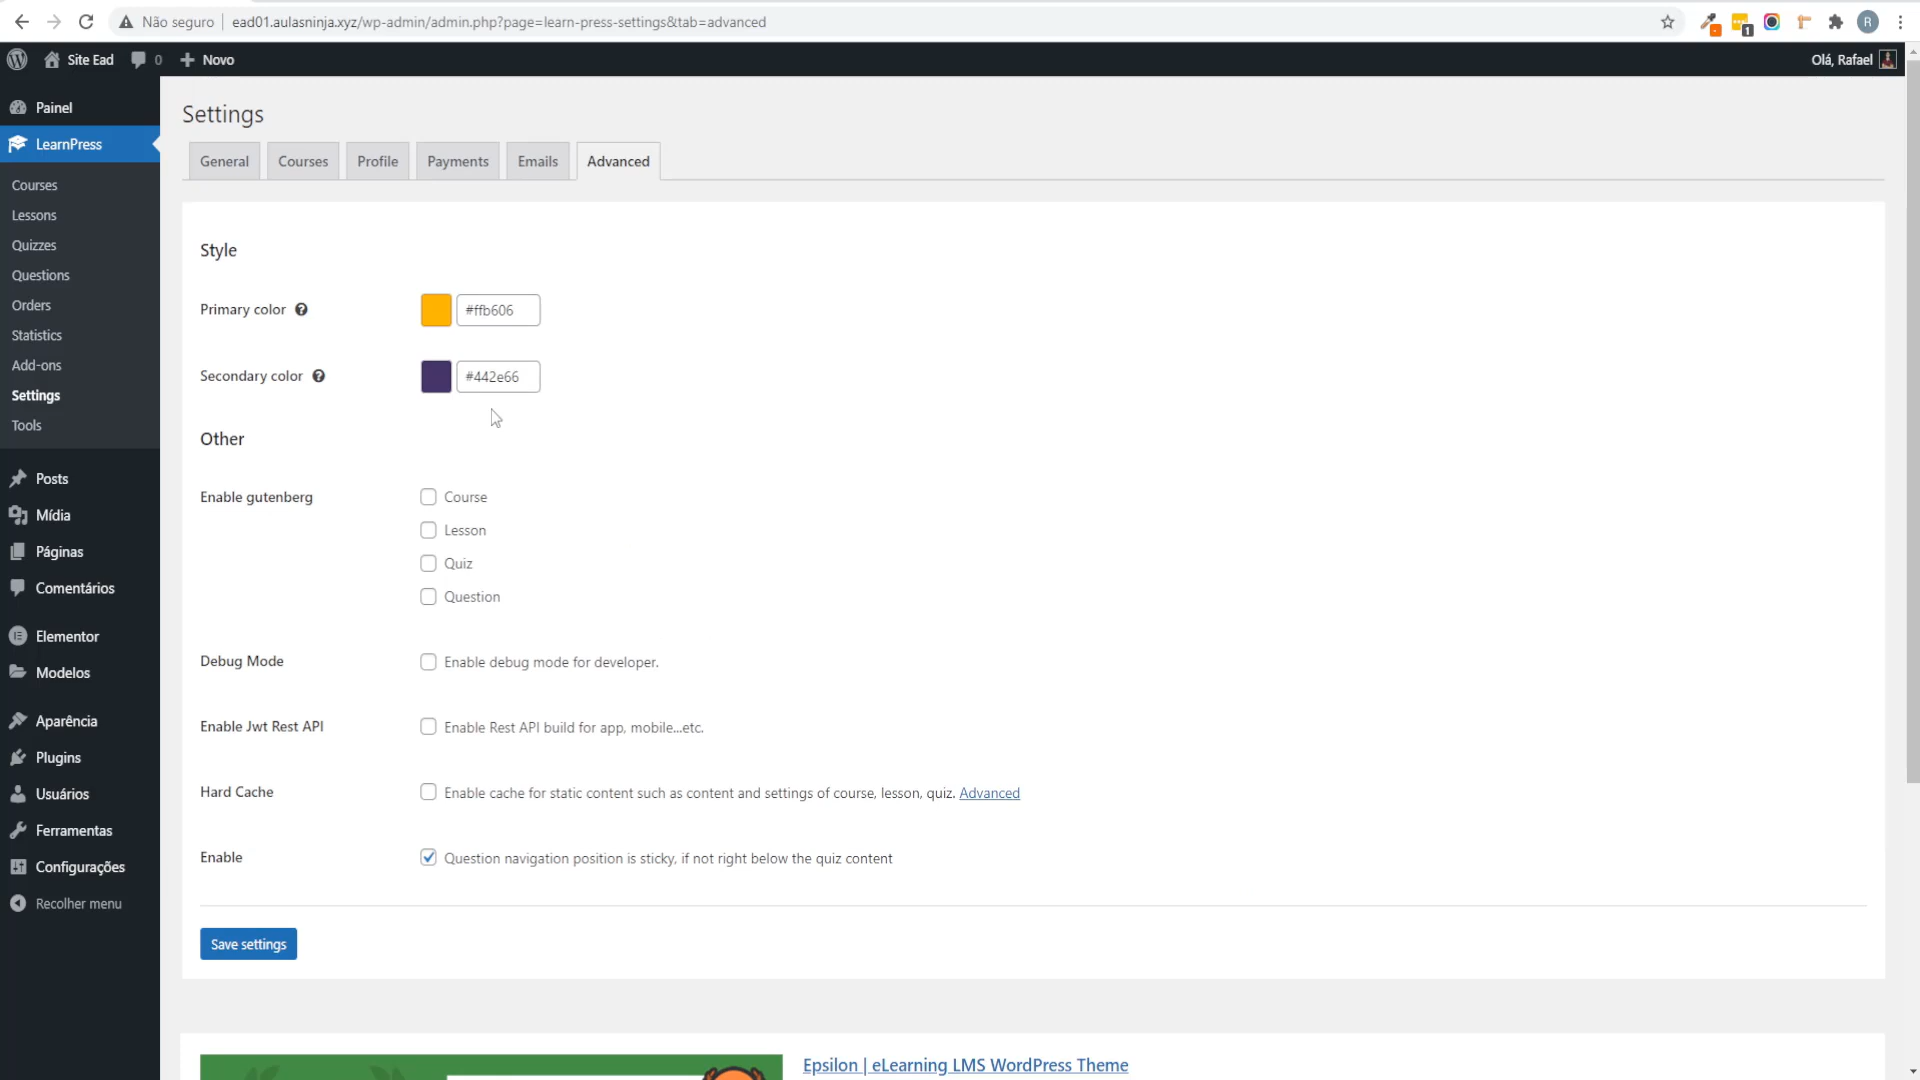 Não seguro
ead01.aulasninja.xyz/wp-admin/admin.php?page=learn-press-settings&tab=advanced
1
R
Site Ead
0
Novo
Olá, Rafael
Painel
LearnPress
Courses
Lessons
Quizzes
Questions
Orders
Statistics
Add-ons
Settings
Tools
Posts
Mídia
Páginas
Comentários
Elementor
Modelos
Aparência
Plugins
Usuários
Ferramentas
Configurações
Recolher menu
Settings
General
Courses
Profile
Payments
Emails
Advanced
Style
Primary color
#ffb606
Secondary color
#442e66
Other
Enable gutenberg
Course
Lesson
Quiz
Question
Debug Mode
Enable debug mode for developer.
Enable Jwt Rest API
Enable Rest API build for app, mobile...etc.
Hard Cache
Enable cache for static content such as content and settings of course, lesson, quiz. Advanced
Enable
Question navigation position is sticky, if not right below the quiz content
Save settings
Epsilon | eLearning LMS WordPress Theme